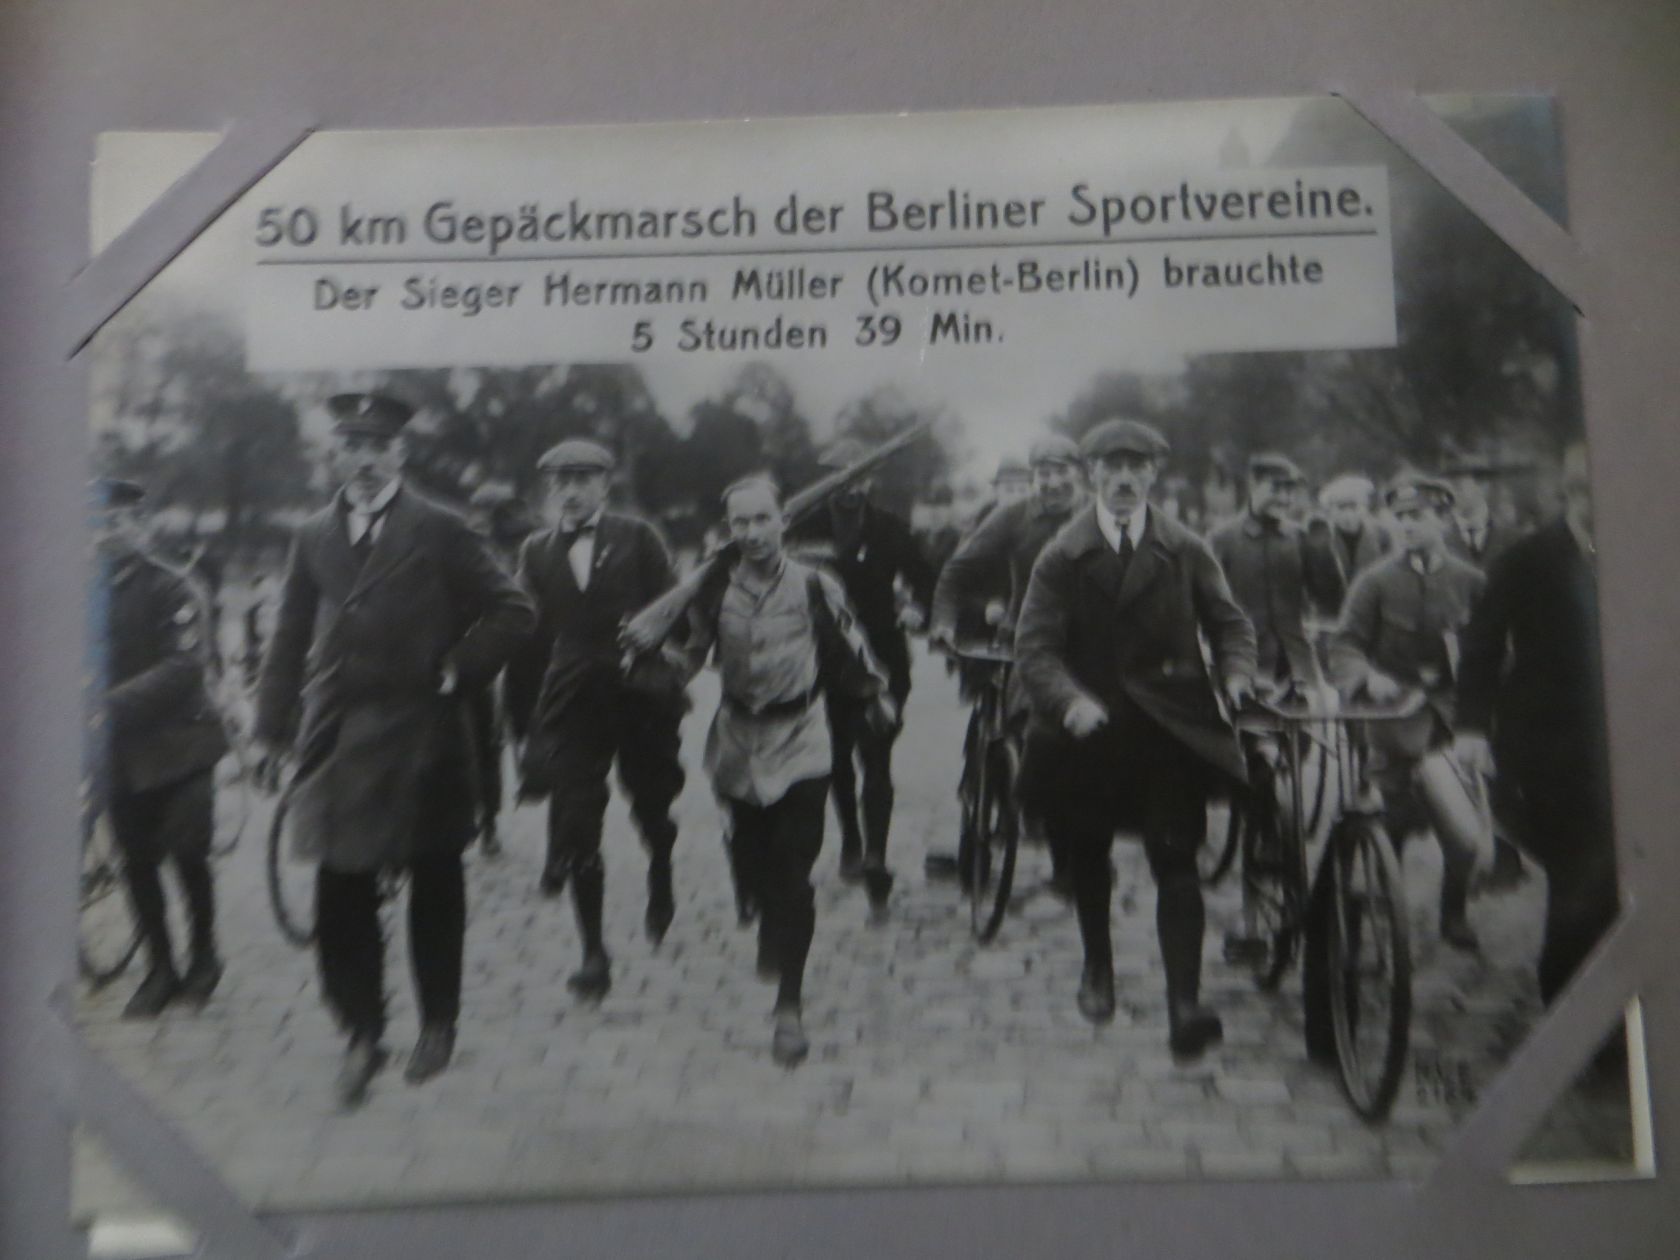 50 km Gepäckmarsch der Berliner Sportvereine.
Der Sieger Hermann Müller (Komet-Berlin) brauchte
5 Stunden 39 Min.